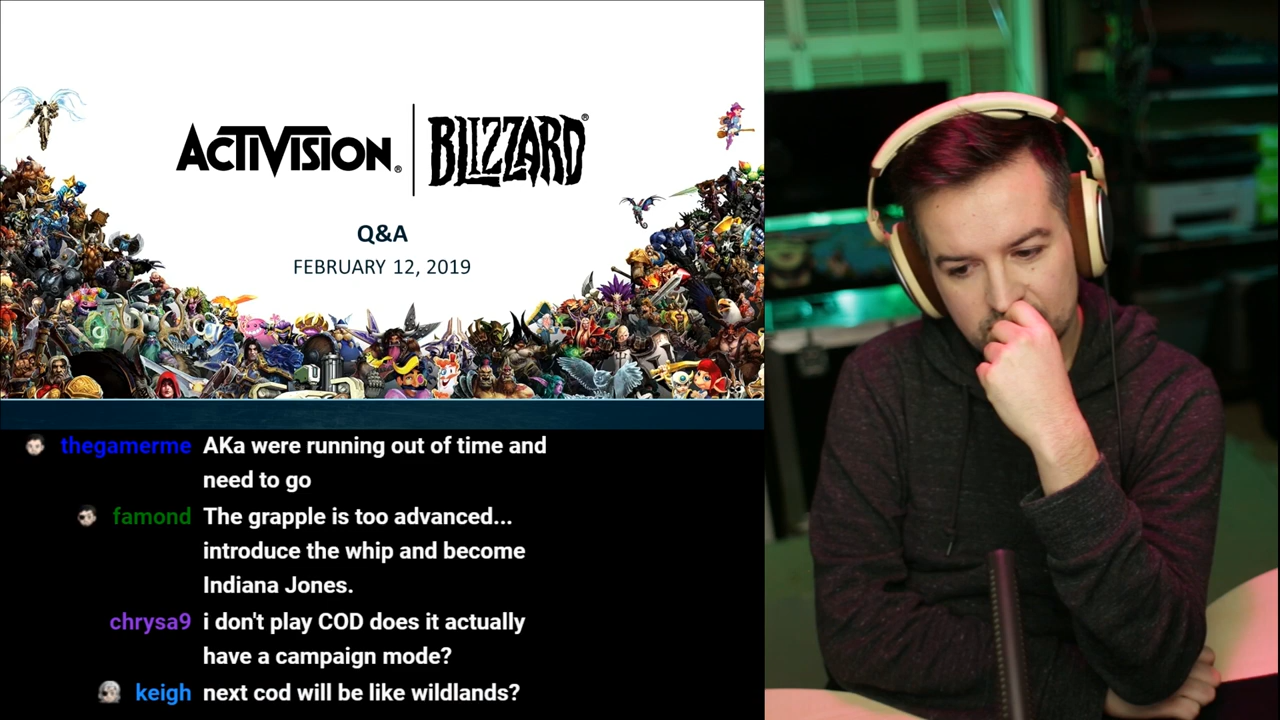 ACTIVISION® BLIZZARD®
Q&A
FEBRUARY 12, 2019
thegamerme AKa were running out of time and
need to go
famond The grapple is too advanced...
introduce the whip and become
Indiana Jones.
chrysa9 i don't play COD does it actually
have a campaign mode?
keigh next cod will be like wildlands?